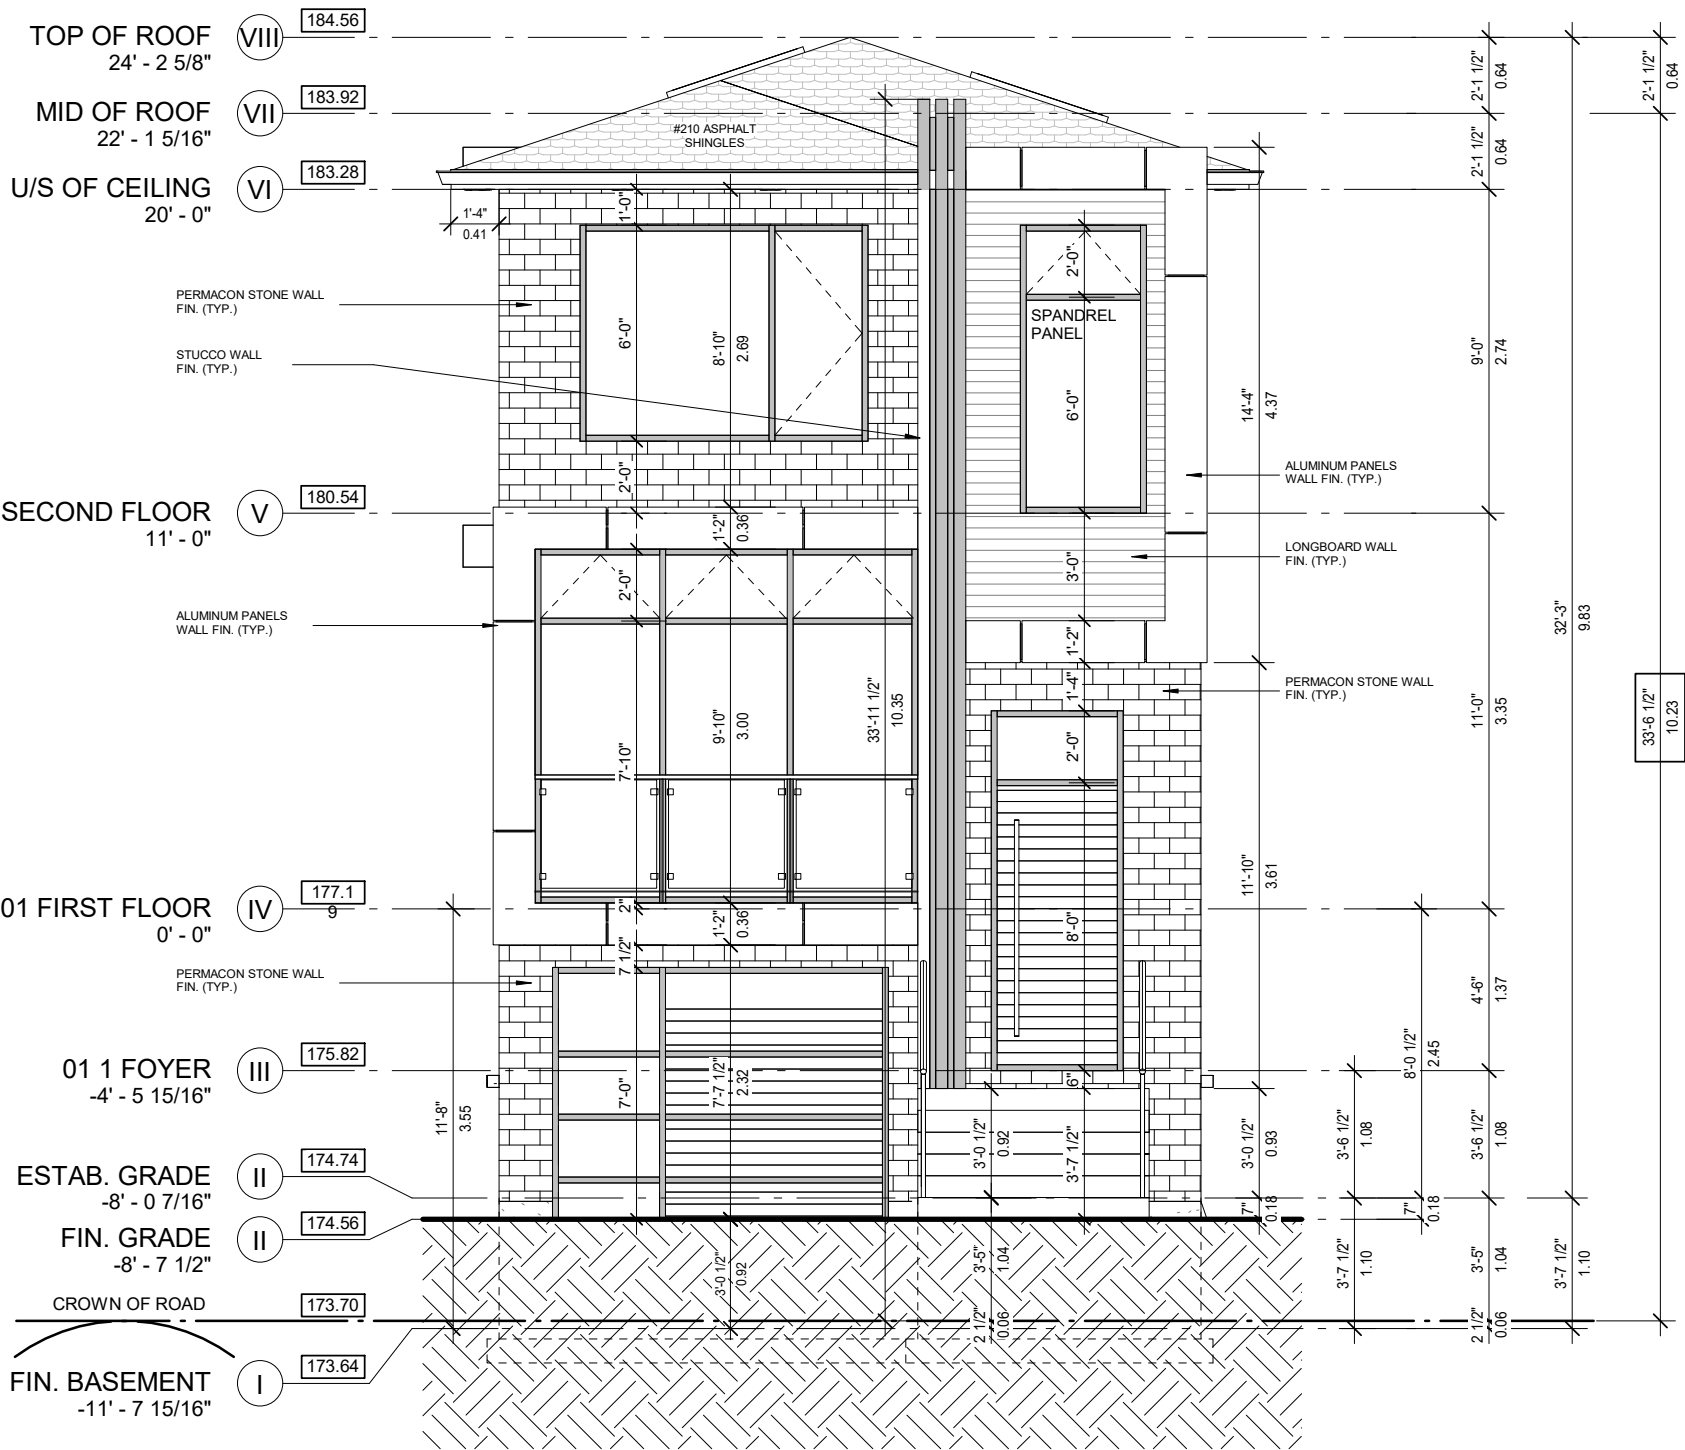 TOP OF ROOF
24' - 2 5/8"
VIII
184.56
MID OF ROOF
22' - 1 5/16"
VII
183.92
U/S OF CEILING
20' - 0"
VI
183.28
SECOND FLOOR
11' - 0"
V
180.54
01 FIRST FLOOR
0' - 0"
IV
177.1
9
01 1 FOYER
-4' - 5 15/16"
III
175.82
ESTAB. GRADE
-8' - 0 7/16"
II
174.74
FIN. GRADE
-8' - 7 1/2"
II
174.56
CROWN OF ROAD
173.70
FIN. BASEMENT
-11' - 7 15/16"
I
173.64
PERMACON STONE WALL
FIN. (TYP.)
STUCCO WALL
FIN. (TYP.)
ALUMINUM PANELS
WALL FIN. (TYP.)
PERMACON STONE WALL
FIN. (TYP.)
#210 ASPHALT
SHINGLES
1'-4"
0.41
11'-8"
3.55
1'-0"
6'-0"
2'-0"
2'-0"
7'-10"
2"
7 1/2"
7'-0"
8'-10"
2.69
1'-2"
0.36
9'-10"
3.00
1'-2"
0.36
7'-7 1/2"
2.32
3'-0 1/2"
0.92
33'-11 1/2"
10.35
SPANDREL
PANEL
2'-0"
6'-0"
3'-0"
1'-2"
1'-4"
2'-0"
8'-0"
6"
3'-7 1/2"
3'-0 1/2"
0.92
3'-5"
1.04
2 1/2"
0.06
14'-4"
4.37
11'-10"
3.61
3'-0 1/2"
0.93
7"
0.18
ALUMINUM PANELS
WALL FIN. (TYP.)
LONGBOARD WALL
FIN. (TYP.)
PERMACON STONE WALL
FIN. (TYP.)
3'-6 1/2"
1.08
3'-7 1/2"
1.10
8'-0 1/2"
2.45
7"
0.18
2'-1 1/2"
0.64
2'-1 1/2"
0.64
9'-0"
2.74
11'-0"
3.35
4'-6"
1.37
3'-6 1/2"
1.08
3'-5"
1.04
2 1/2"
0.06
32'-3"
9.83
3'-7 1/2"
1.10
2'-1 1/2"
0.64
33'-6 1/2"
10.23